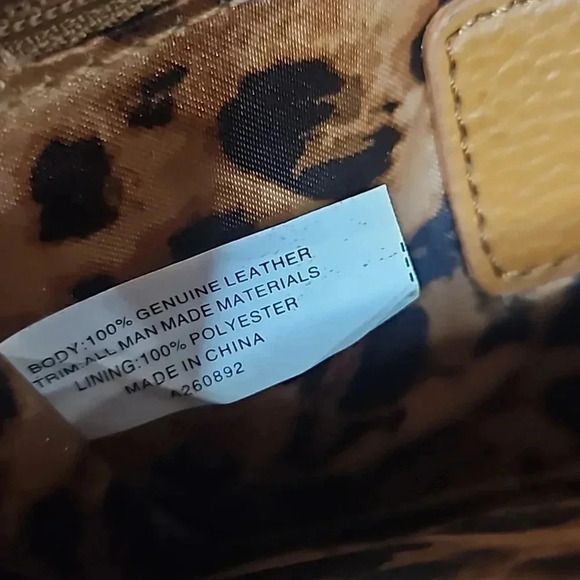 BODY:100% GENUINE LEATHER
TRIM:ALL MAN MADE MATERIALS
LINING:100% POLYESTER
MADE IN CHINA
A260892